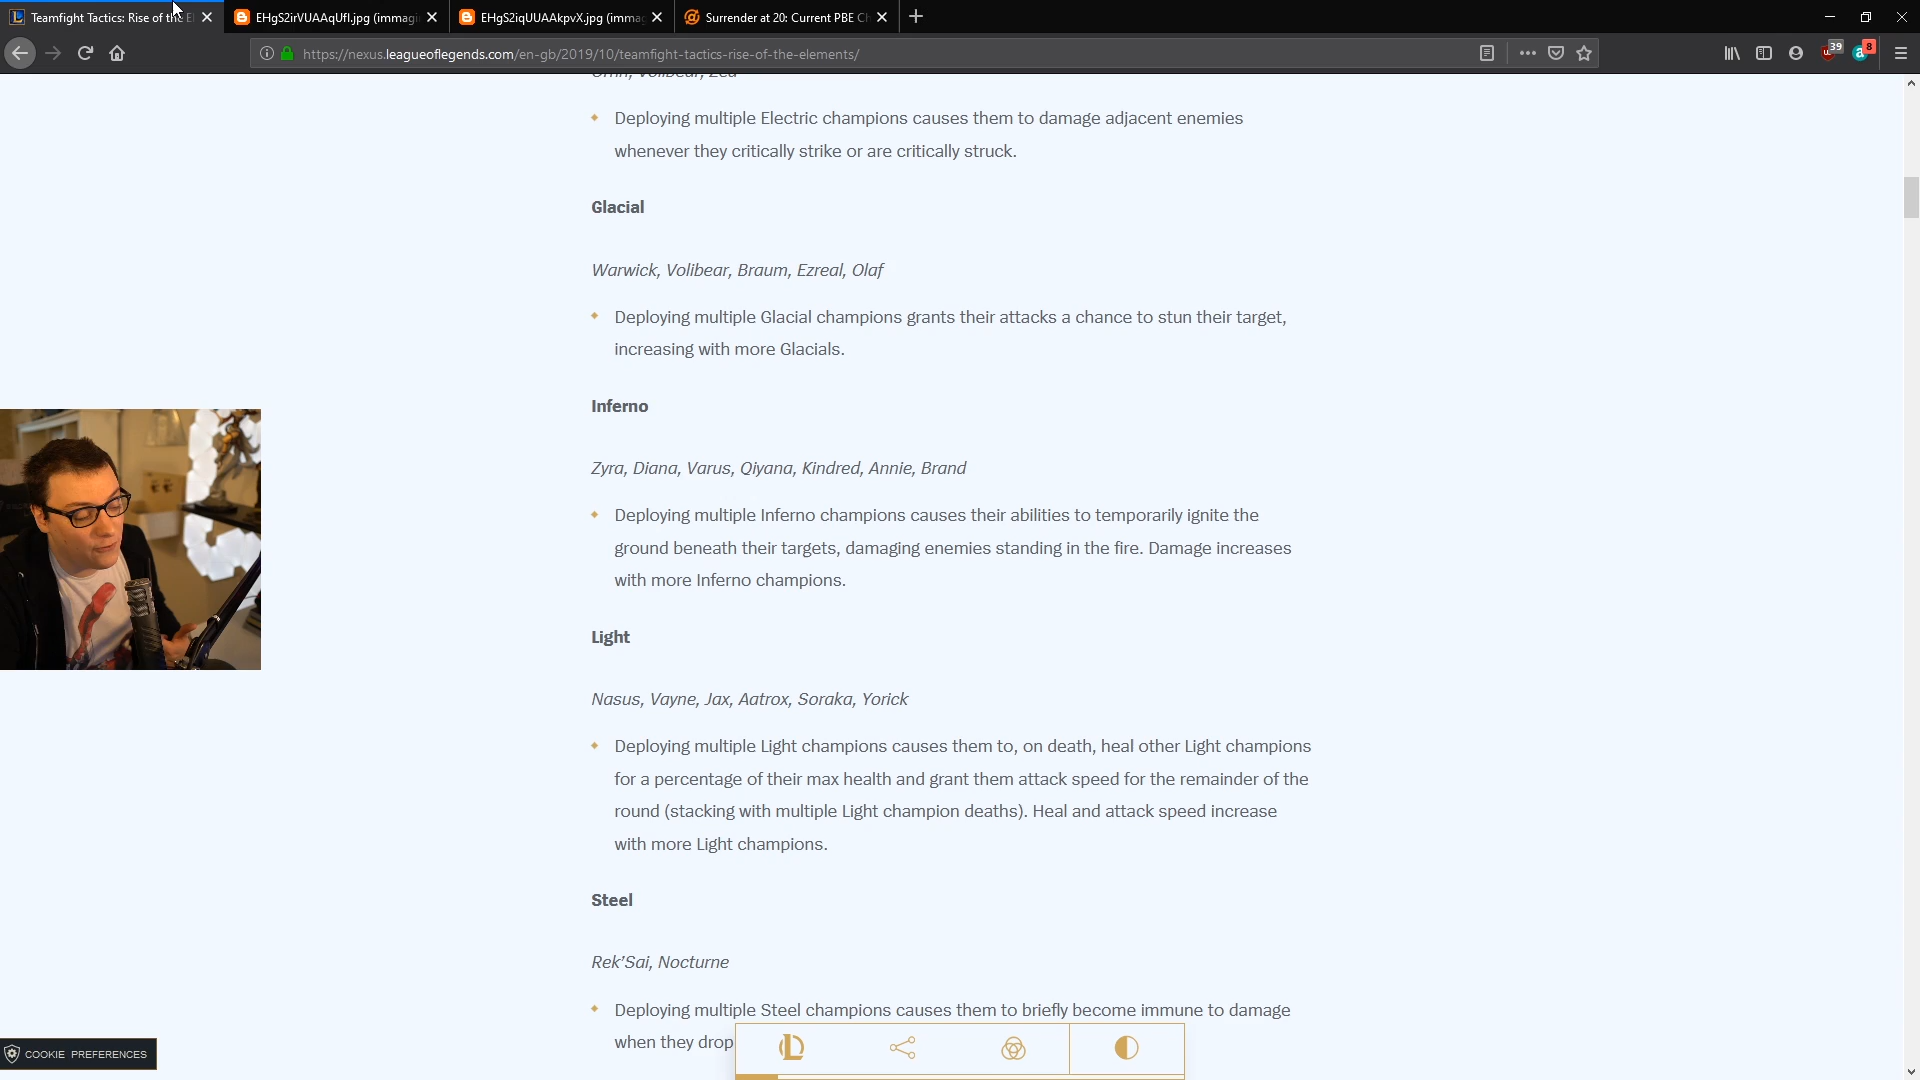 Teamfight Tactics: Rise of the El
EHgS2irVUAAqUfI.jpg (immagi
EHgS2iqUUAAkpvX.jpg (imma
Surrender at 20: Current PBE Ch
https://nexus.leagueoflegends.com/en-gb/2019/10/teamfight-tactics-rise-of-the-elements/
39
8
Ornn, Volibear, Zed
Deploying multiple Electric champions causes them to damage adjacent enemies
whenever they critically strike or are critically struck.
Glacial
Warwick, Volibear, Braum, Ezreal, Olaf
Deploying multiple Glacial champions grants their attacks a chance to stun their target,
increasing with more Glacials.
Inferno
Zyra, Diana, Varus, Qiyana, Kindred, Annie, Brand
Deploying multiple Inferno champions causes their abilities to temporarily ignite the
ground beneath their targets, damaging enemies standing in the fire. Damage increases
with more Inferno champions.
Light
Nasus, Vayne, Jax, Aatrox, Soraka, Yorick
Deploying multiple Light champions causes them to, on death, heal other Light champions
for a percentage of their max health and grant them attack speed for the remainder of the
round (stacking with multiple Light champion deaths). Heal and attack speed increase
with more Light champions.
Steel
Rek'Sai, Nocturne
Deploying multiple Steel champions causes them to briefly become immune to damage
when they drop
COOKIE PREFERENCES